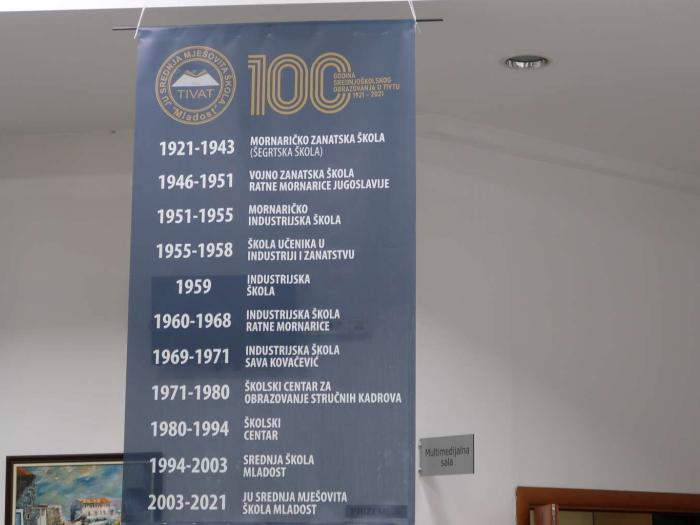 JU SREDNJA MJEŠOVITA ŠKOLA
TIVAT
"Mladost"
100
GODINA
SREDNJOŠKOLSKOG
OBRAZOVANJA U TIVTU
1921 - 2021
1921-1943 MORNARIČKO ZANATSKA ŠKOLA
(ŠEGRTSKA ŠKOLA)
1946-1951 VOJNO ZANATSKA ŠKOLA
RATNE MORNARICE JUGOSLAVIJE
1951-1955 MORNARIČKO
INDUSTRIJSKA ŠKOLA
1955-1958 ŠKOLA UČENIKA U
INDUSTRIJI I ZANATSTVU
1959 INDUSTRIJSKA
ŠKOLA
1960-1968 INDUSTRIJSKA ŠKOLA
RATNE MORNARICE
1969-1971 INDUSTRIJSKA ŠKOLA
SAVA KOVAČEVIĆ
1971-1980 ŠKOLSKI CENTAR ZA
OBRAZOVANJE STRUČNIH KADROVA
1980-1994 ŠKOLSKI
CENTAR
1994-2003 SREDNJA ŠKOLA
MLADOST
2003-2021 JU SREDNJA MJEŠOVITA
ŠKOLA MLADOST
PRIZEMLJE
Multimedijalna
sala